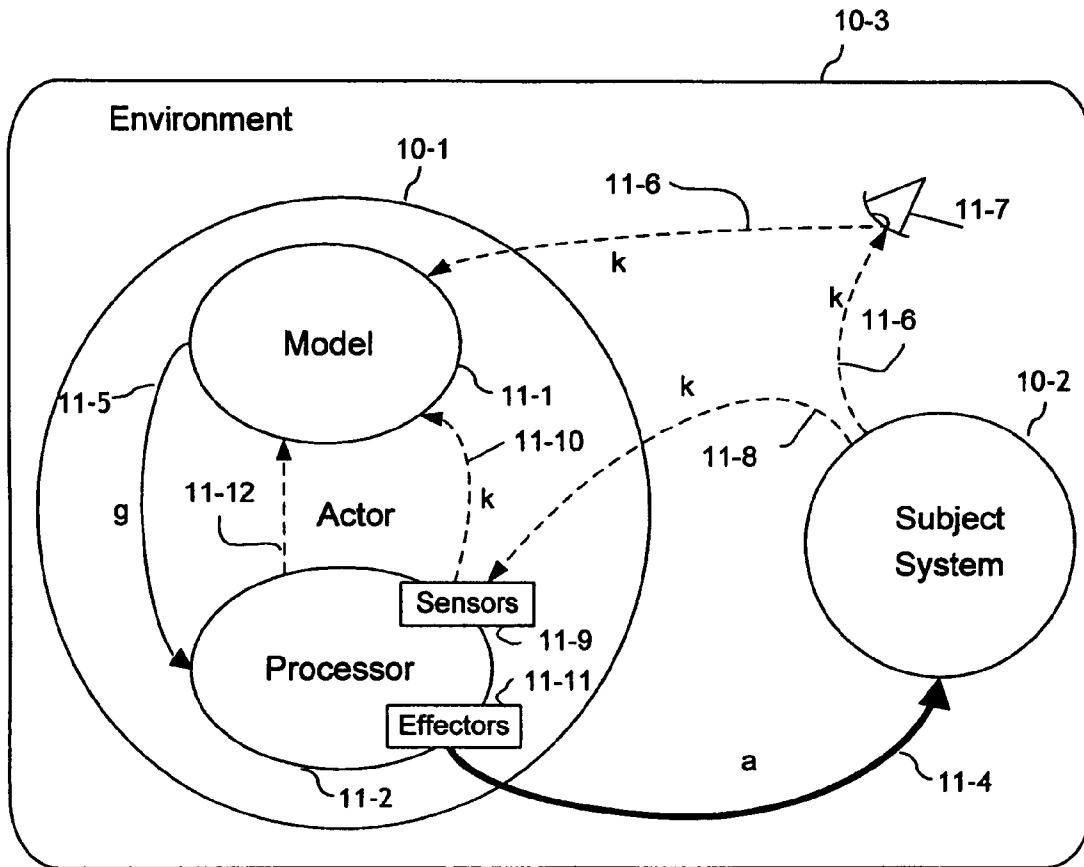 10-3
Environment
10-1
11-6
11-7
k
k
11-6
Model
11-5
11-1
k
10-2
11-10
11-8
11-12
k
g
Actor
Subject
System
Sensors
11-9
Processor
11-11
Effectors
a
11-2
11-4